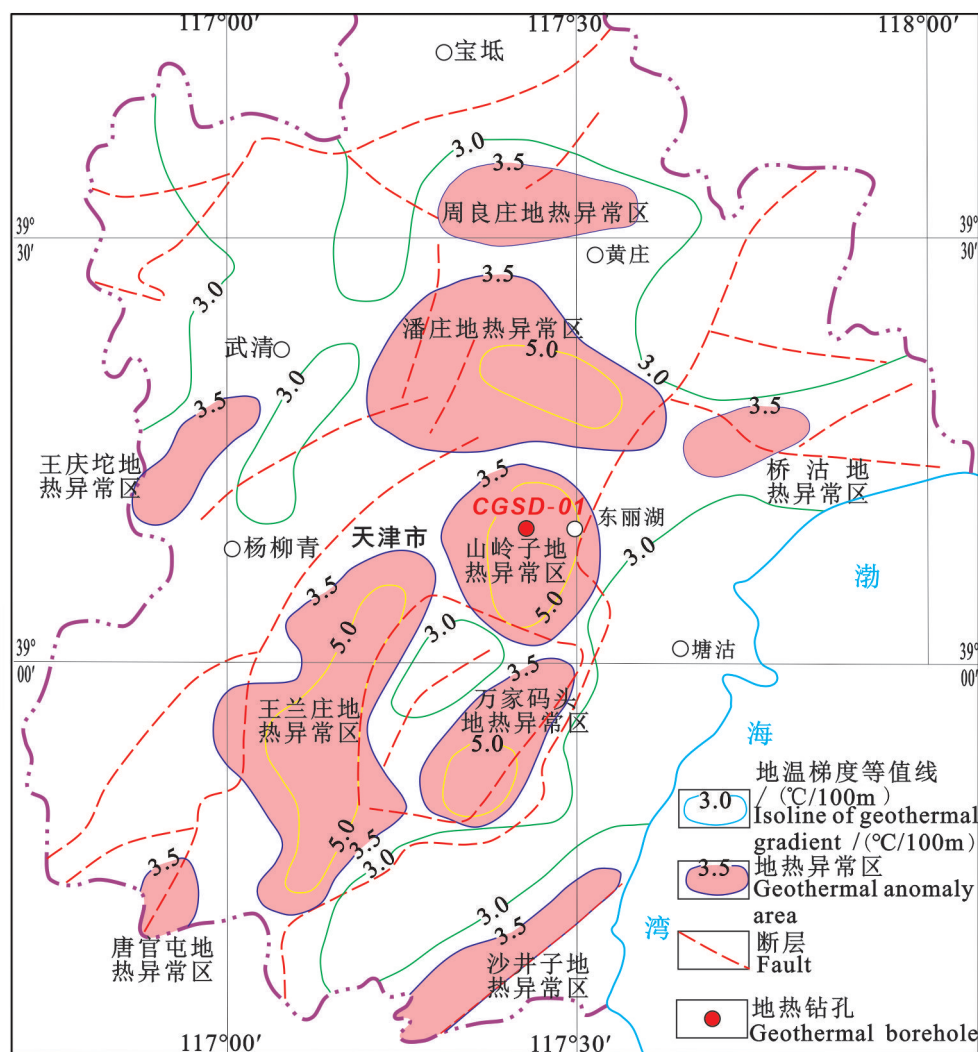 117°00′
117°30′
118°00′
宝坻
3.0
3.5
周良庄地热异常区
39°
30′
39°
30′
黄庄
3.0
3.5
潘庄地热异常区
5.0
武清
3.0
3.0
3.5
3.5
王庆坨地
热异常区
桥沽地
热异常区
3.5
CGSD-01
东丽湖
山岭子地
热异常区
天津市
杨柳青
3.0
渤
3.5
5.0
5.0
3.0
塘沽
39°
00′
39°
00′
3.5
王兰庄地
热异常区
万家码头
地热异常区
5.0
海
地温梯度等值线
/（℃/100m）
3.0
Isoline of geothermal
gradient /(℃/100m)
5.0
3.5
3.0
3.5
3.5
地热异常区
Geothermal anomaly
area
3.0
3.5
湾
断层
Fault
唐官屯地
热异常区
沙井子地
热异常区
地热钻孔
Geothermal borehole
117°00′
117°30′